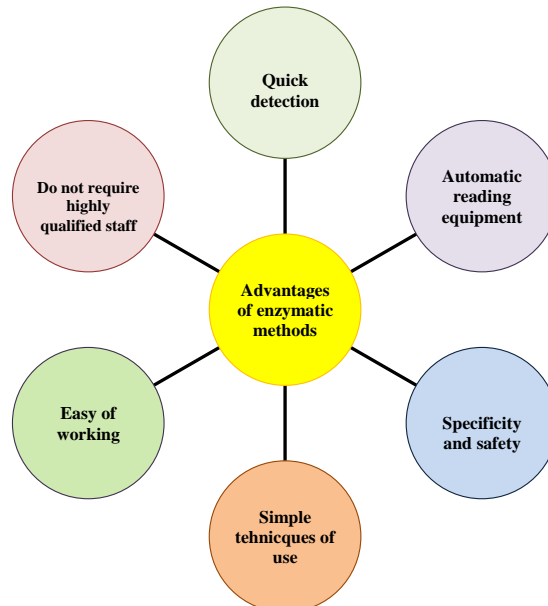 Quick
detection
Do not require
highly
qualified staff
Automatic
reading
equipment
Advantages
of enzymatic
methods
Easy of
working
Specificity
and safety
Simple
tehnicques of
use